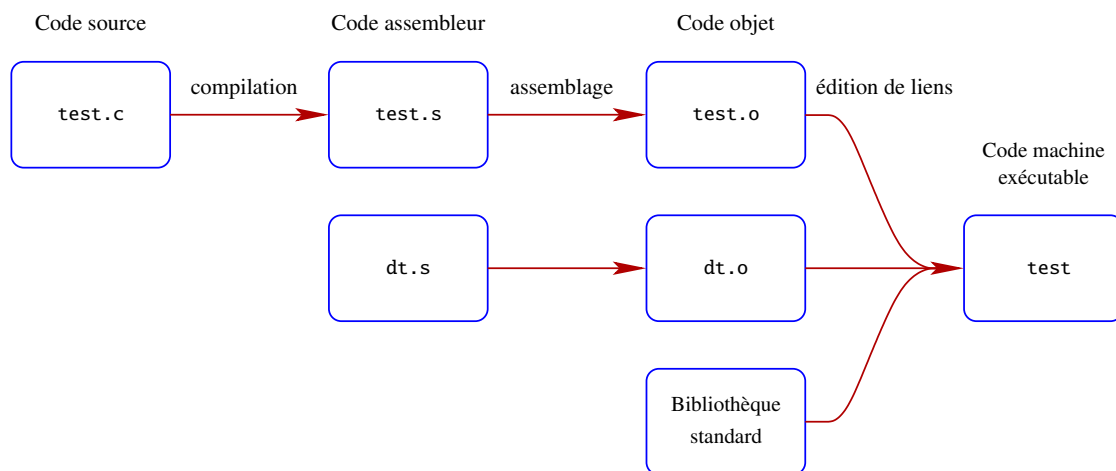 Code source
Code assembleur
Code objet
test.c
compilation
test.s
assemblage
test.o
édition de liens
Code machine
exécutable
dt.s
dt.o
test
Bibliothèque
standard